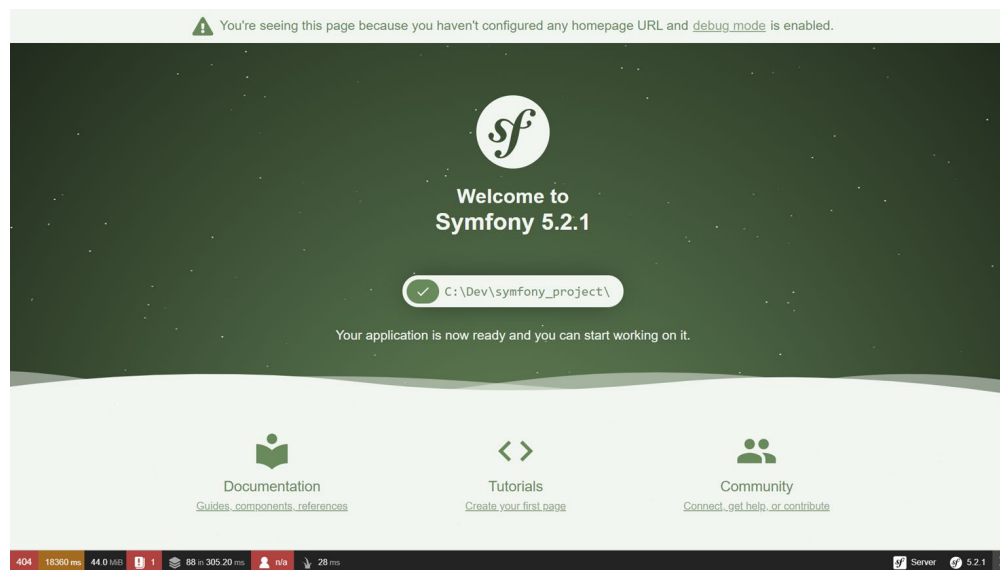 You're seeing this page because you haven't configured any homepage URL and debug mode is enabled.
sf
Welcome to
Symfony 5.2.1
C:\Dev\symfony_project\
Your application is now ready and you can start working on it.
Documentation
Guides, components, references
Tutorials
Create your first page
Community
Connect, get help, or contribute
404 18360 ms 44.0 MiB 1 88 in 305.20 ms n/a 28 ms sf Server sf 5.2.1